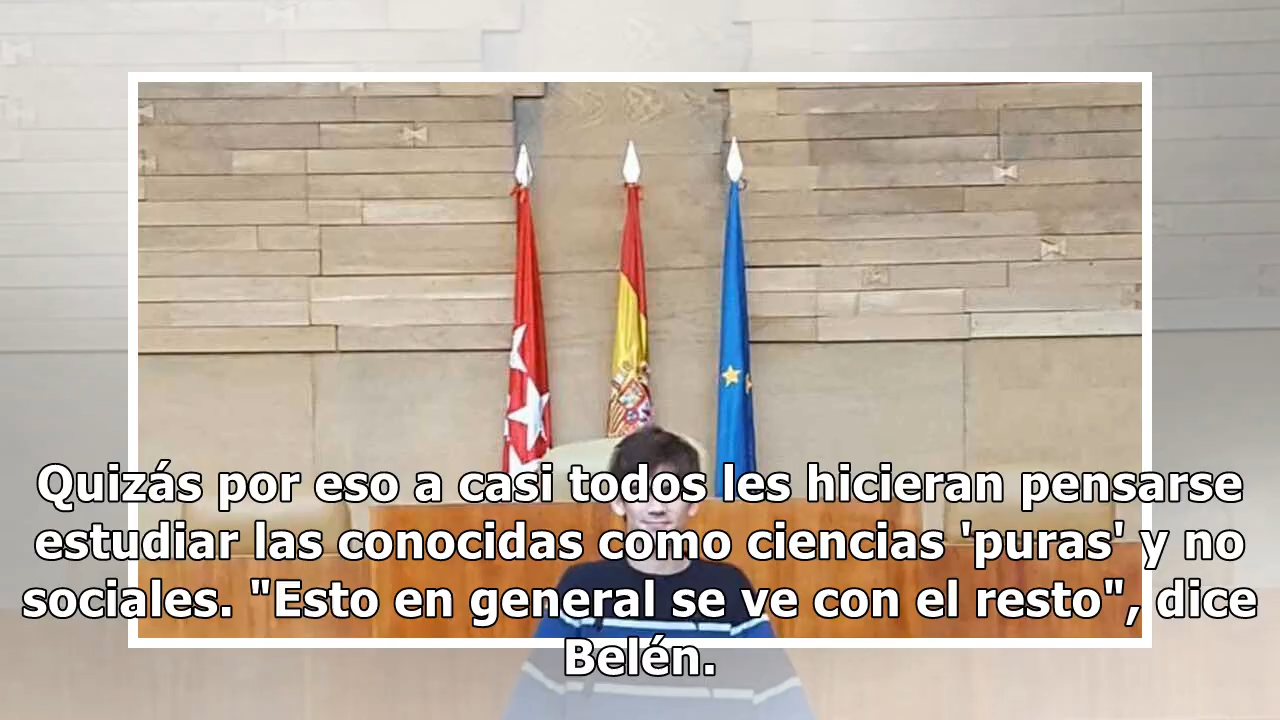 Quizás por eso a casi todos les hicieran pensarse
estudiar las conocidas como ciencias 'puras' y no
sociales. "Esto en general se ve con el resto", dice
Belén.